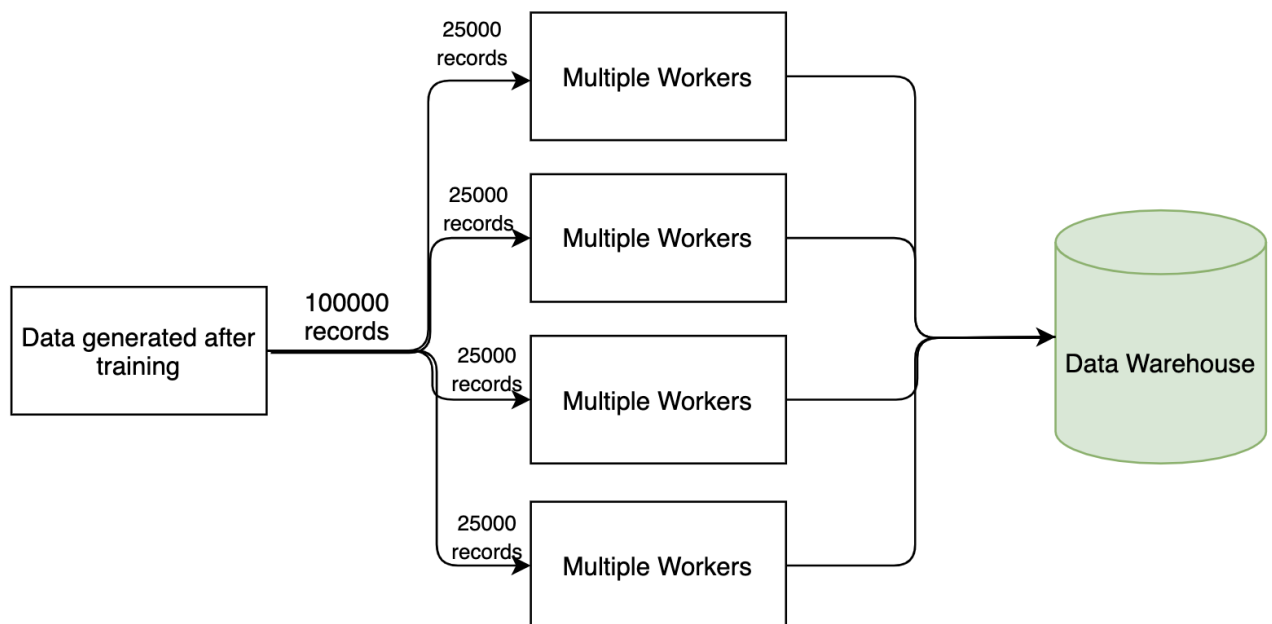 25000
records
Multiple Workers
25000
records
Multiple Workers
100000
records
Data generated after
training
25000
records
Multiple Workers
Data Warehouse
25000
records
Multiple Workers